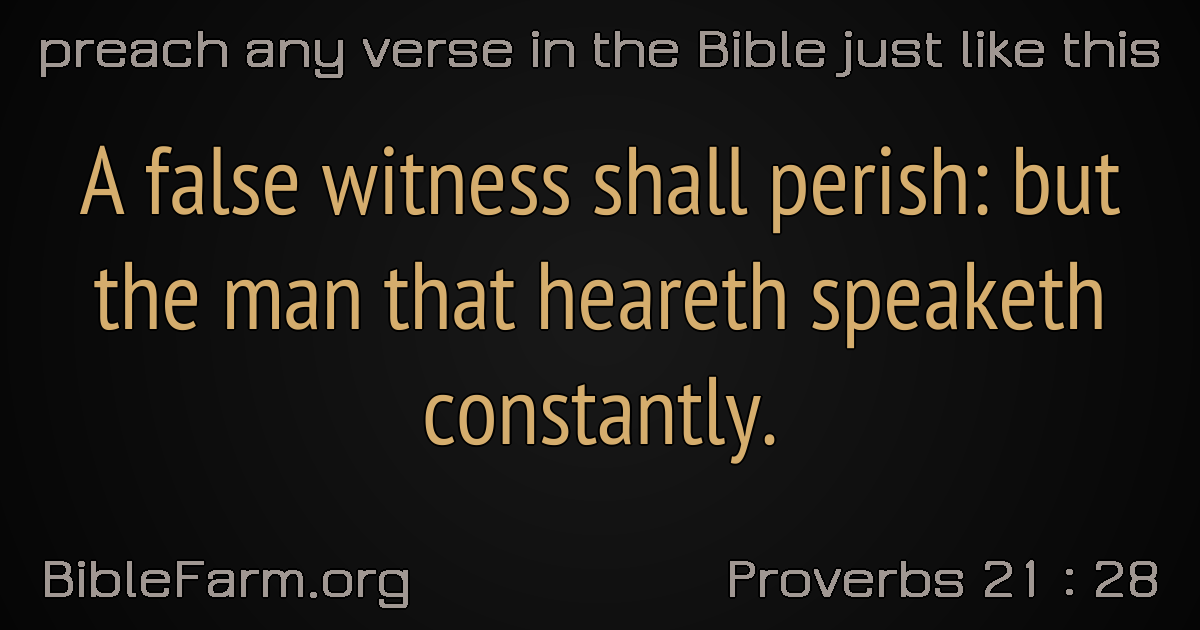 preach any verse in the Bible just like this
A false witness shall perish: but
the man that heareth speaketh
constantly.
BibleFarm.org
Proverbs 21 : 28